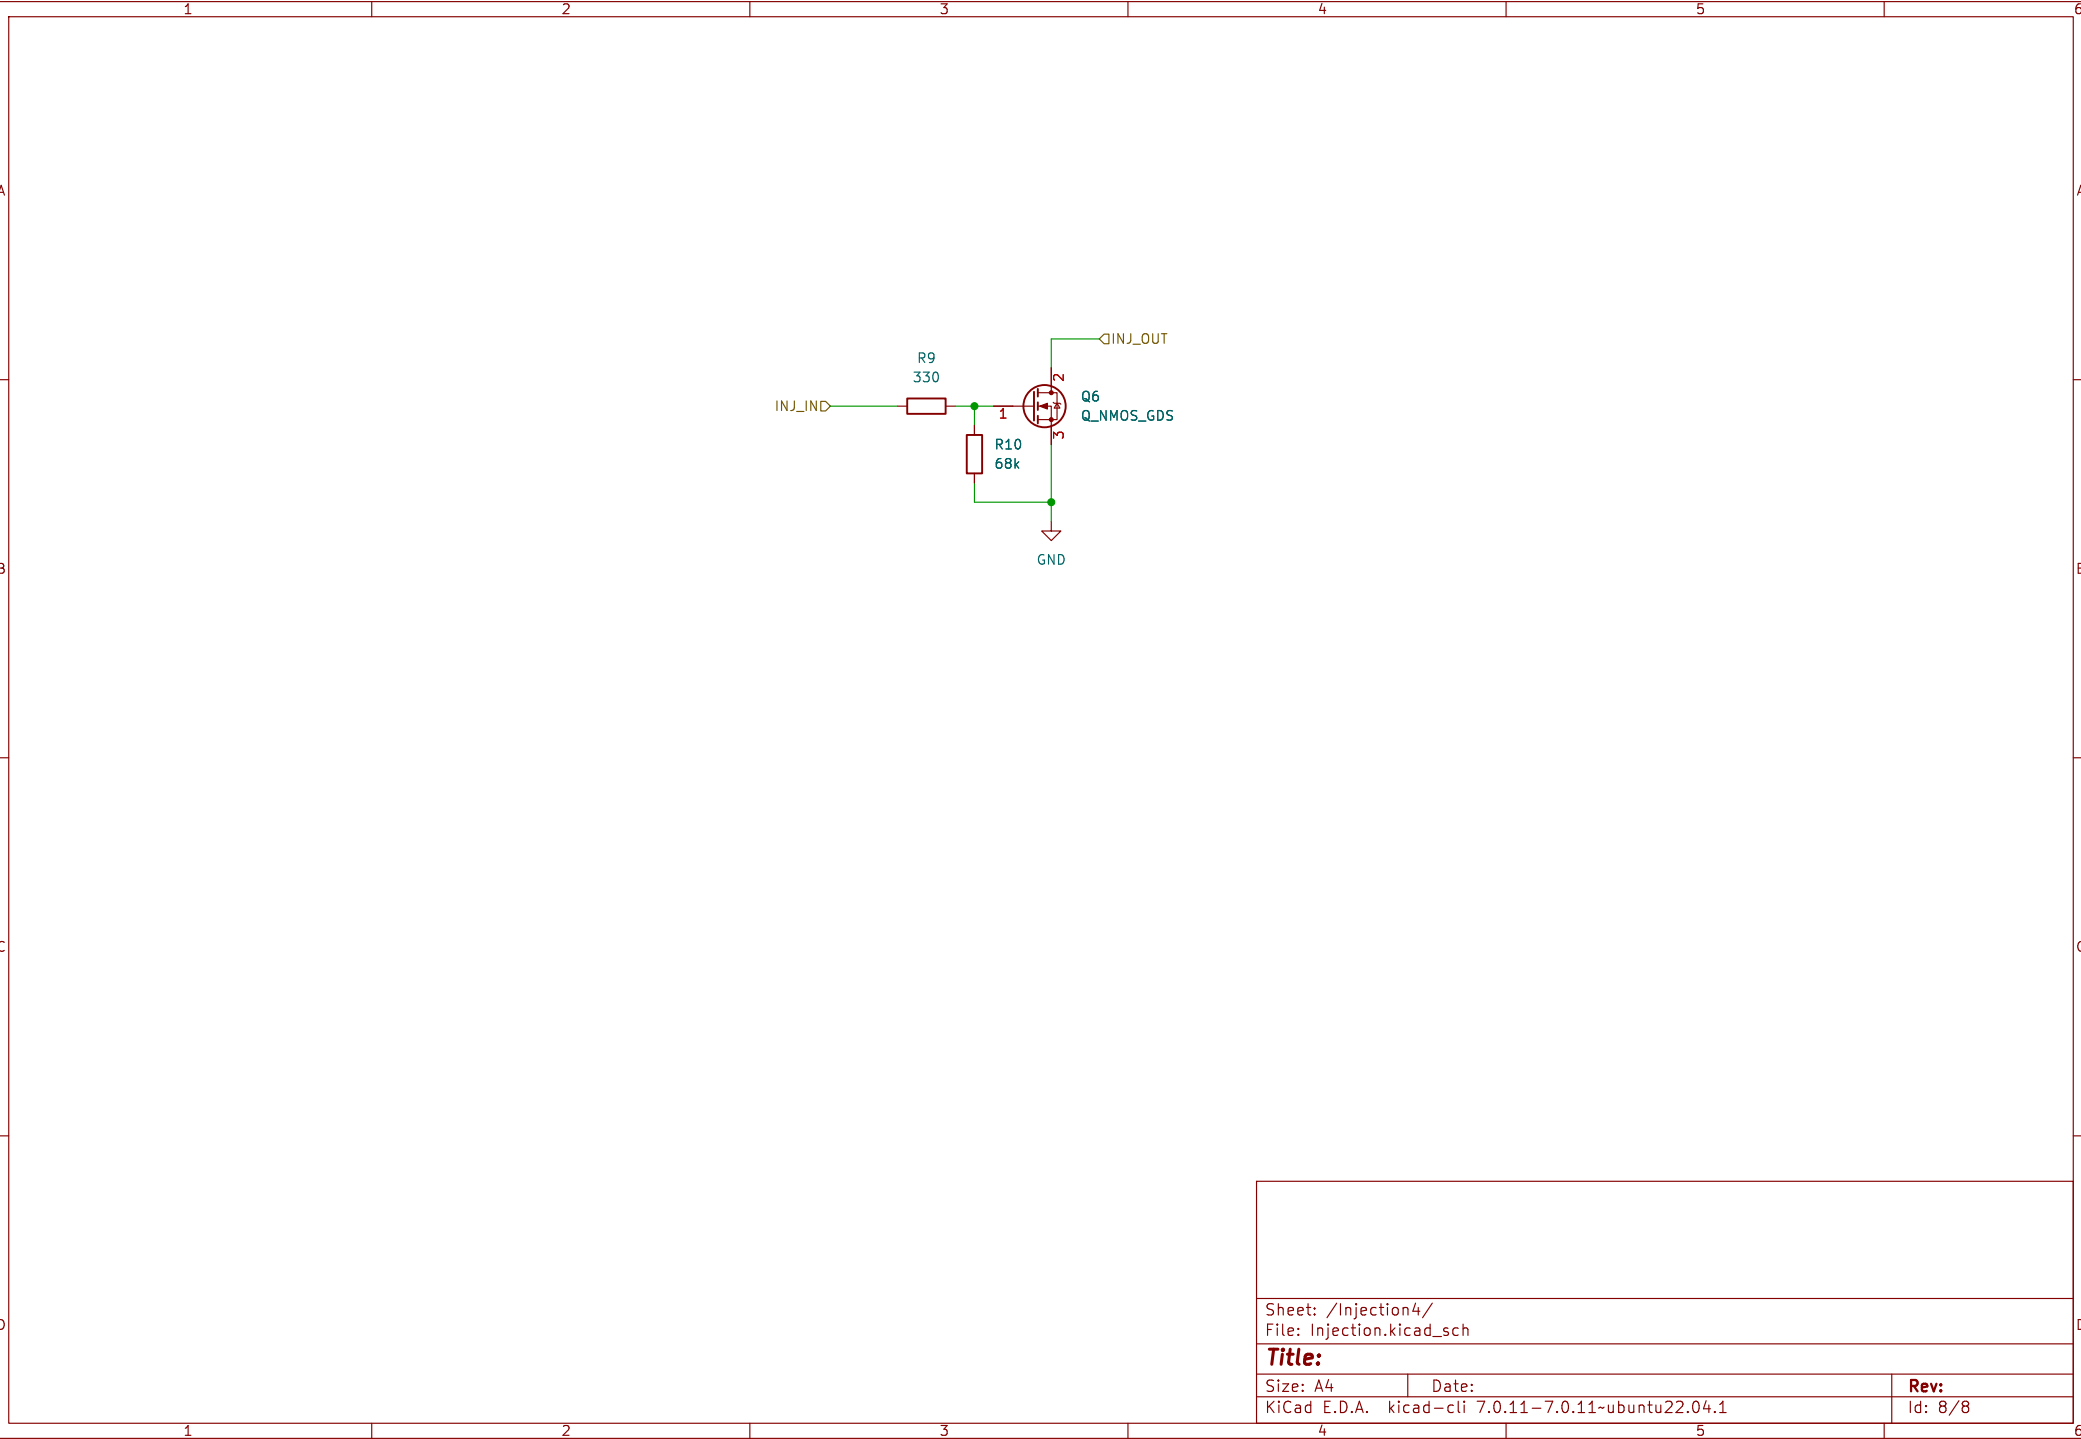 1 2 3 4 5 6
A A
INJ_OUT
R9
330
2
INJ_IN
1
Q6
Q_NMOS_GDS
3
R10
68k
GND
B B
C C
Sheet: /Injection4/
File: Injection.kicad_sch
D D
Title:
Size: A4 Date: Rev:
KiCad E.D.A. kicad-cli 7.0.11-7.0.11~ubuntu22.04.1 Id: 8/8
1 2 3 4 5 6